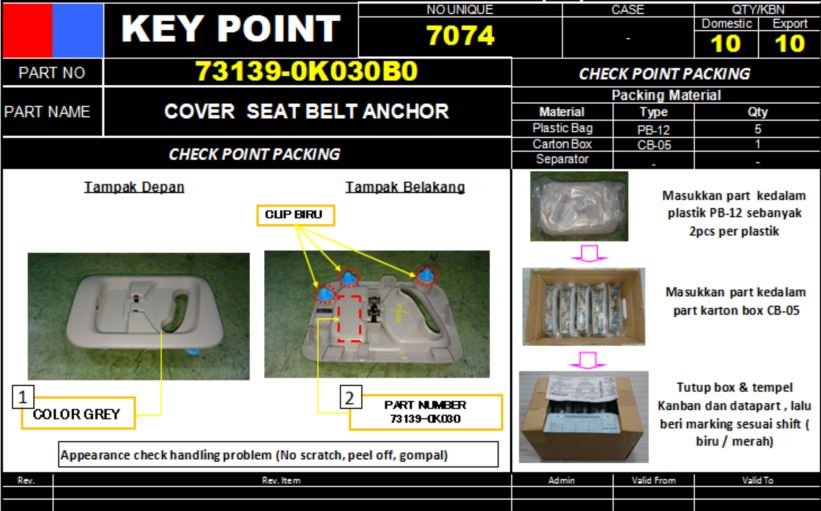 KEY POINT
NO UNIQUE
7074
CASE
-
QTY/KBN
Domestic
Export
10
10
PART NO
73139-0K030B0
PART NAME
COVER SEAT BELT ANCHOR
CHECK POINT PACKING
Packing Material
Material Type Qty
Plastic Bag PB-12 5
Carton Box CB-05 1
Separator - -
CHECK POINT PACKING
Tampak Depan
Tampak Belakang
CLIP BIRU
1
COLOR GREY
2
PART NUMBER
73139-0K030
Appearance check handling problem (No scratch, peel off, gompal)
Masukkan part kedalam
plastik PB-12 sebanyak
2pcs per plastik
Masukkan part kedalam
part karton box CB-05
Tutup box & tempel
Kanban dan datapart , lalu
beri marking sesuai shift (
biru / merah)
Rev.
Rev. Item
Admin
Valid From
Valid To